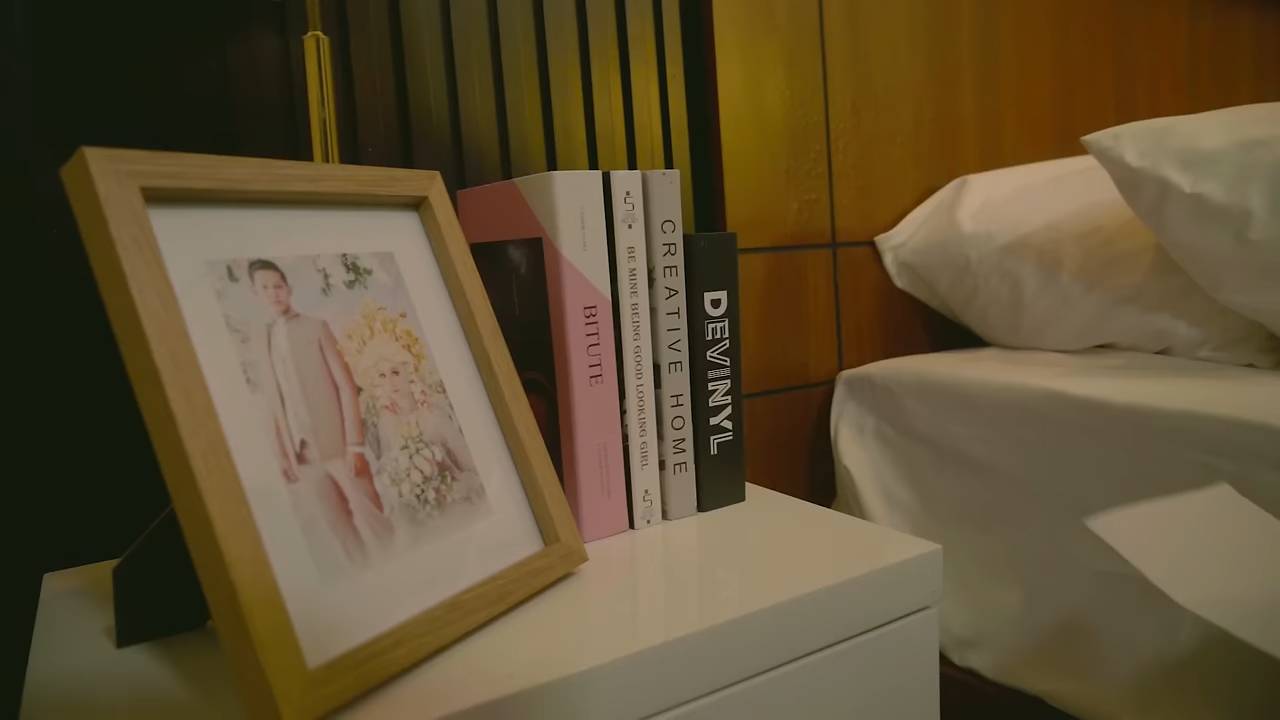 BITUTE
BE MINE BEING GOOD LOOKING GIRL
CREATIVE HOME
DEVINYL